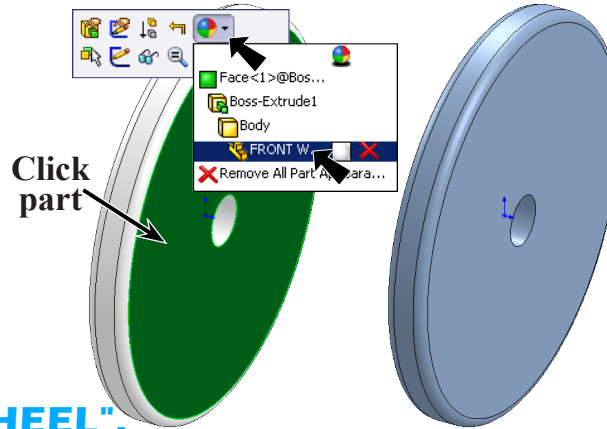 Face<1>@Bos...
Boss-Extrude1
Body
FRONT W
Remove All Part Appeara...
Click
part
HEEL".